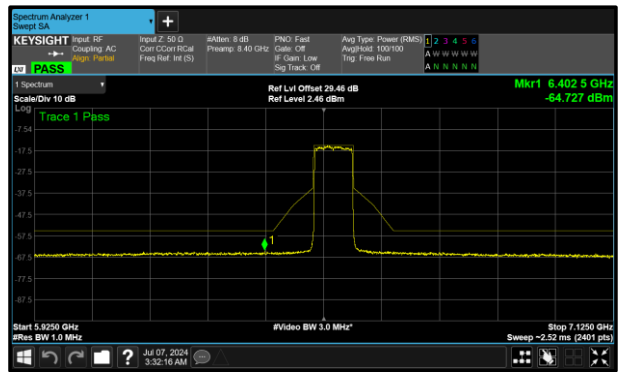 Spectrum Analyzer 1
Swept SA
KEYSIGHT
Input: RF
Coupling: AC
Align: Partial
Input Z: 50 Ω
Corr CCorr RCal
Freq Ref: Int (S)
#Atten: 8 dB
Preamp: 8.40 GHz
PNO: Fast
Gate: Off
IF Gain: Low
Sig Track: Off
Avg Type: Power (RMS)
Avg|Hold: 100/100
Trig: Free Run
1 2 3 4 5 6
A W W W W W
A N N N N N
LXI PASS
1 Spectrum
Scale/Div 10 dB
Ref Lvl Offset 29.46 dB
Ref Level 2.46 dBm
Mkr1 6.402 5 GHz
-64.727 dBm
Log
Trace 1 Pass
-7.54
-17.5
-27.5
-37.5
-47.5
-57.5
-67.5
-77.5
-87.5
1
Start 5.9250 GHz
#Res BW 1.0 MHz
#Video BW 3.0 MHz*
Stop 7.1250 GHz
Sweep ~2.52 ms (2401 pts)
?
Jul 07, 2024
3:32:16 AM